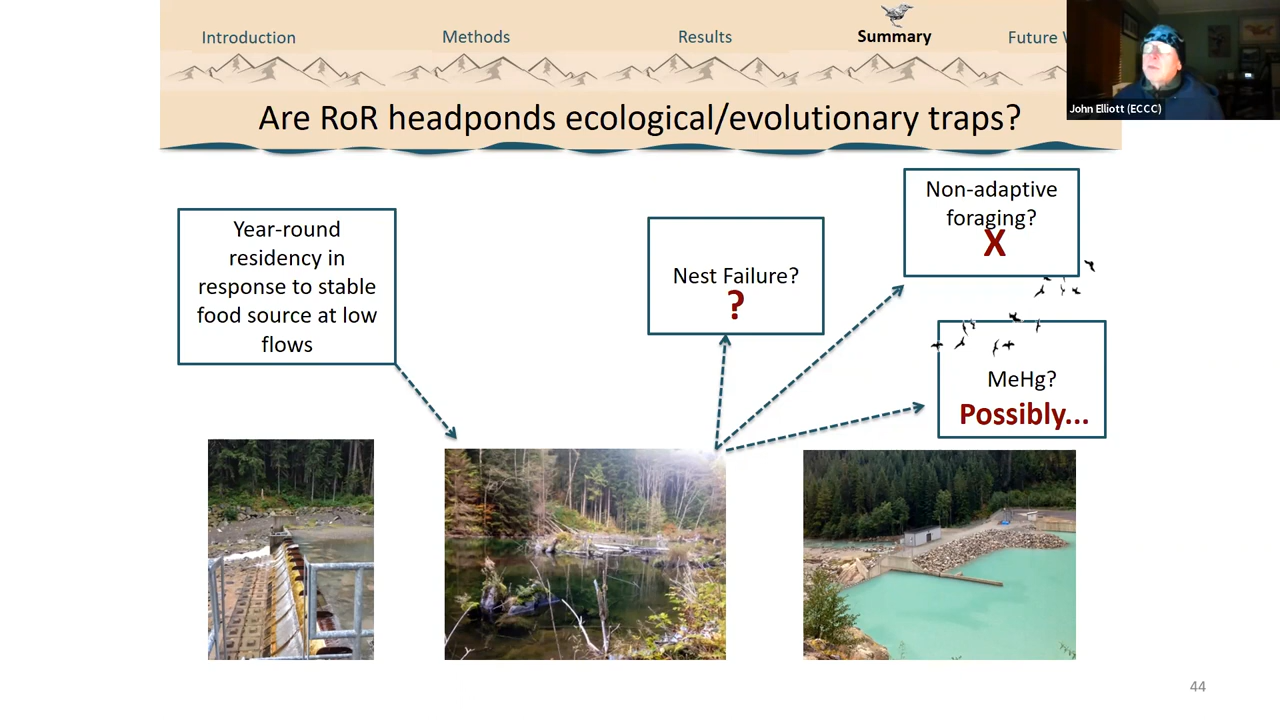 Introduction
Methods
Results
Summary
Future
John Elliott (ECCC)
Are RoR headponds ecological/evolutionary traps?
Year-round
residency in
response to stable
food source at low
flows
Nest Failure?
?
Non-adaptive
foraging?
X
MeHg?
Possibly...
44